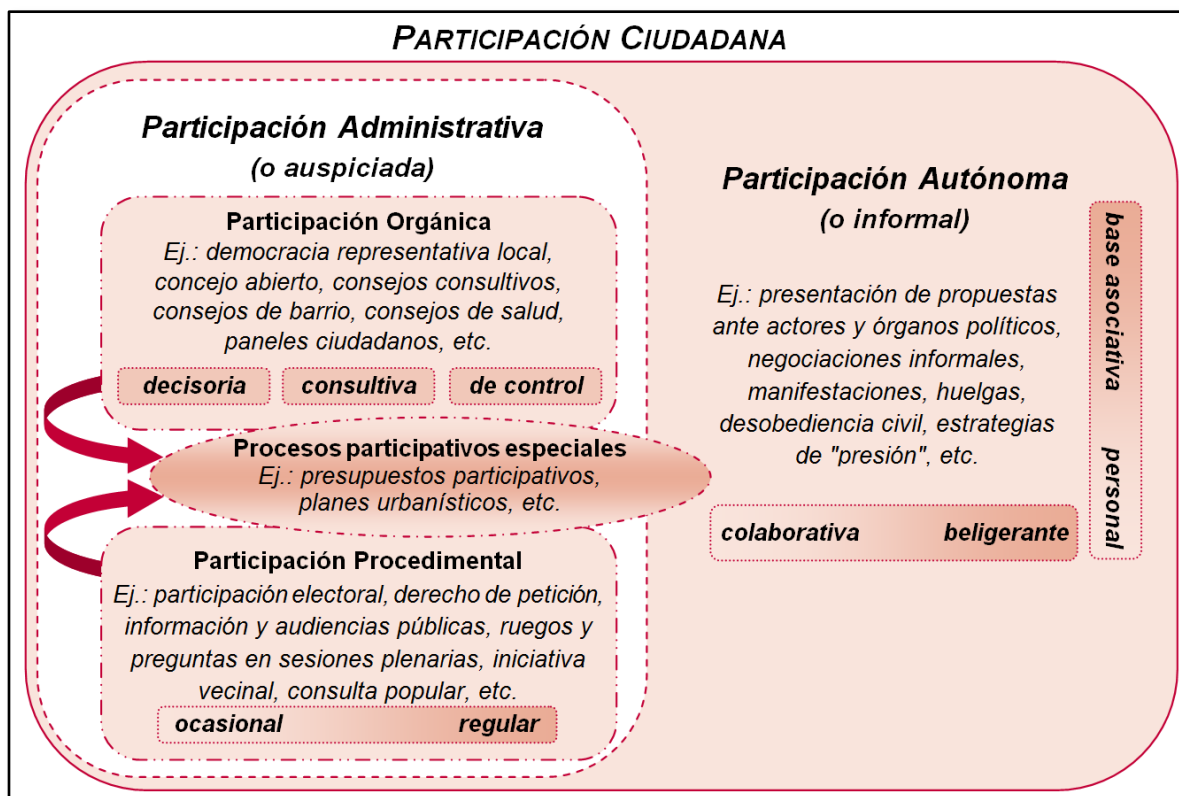 PARTICIPACIÓN CIUDADANA
Participación Administrativa
(o auspiciada)
Participación Orgánica
Ej.: democracia representativa local,
concejo abierto, consejos consultivos,
consejos de barrio, consejos de salud,
paneles ciudadanos, etc.
decisoria consultiva de control
Procesos participativos especiales
Ej.: presupuestos participativos,
planes urbanísticos, etc.
Participación Procedimental
Ej.: participación electoral, derecho de petición,
información y audiencias públicas, ruegos y
preguntas en sesiones plenarias, iniciativa
vecinal, consulta popular, etc.
ocasional regular
Participación Autónoma
(o informal)
Ej.: presentación de propuestas
ante actores y órganos políticos,
negociaciones informales,
manifestaciones, huelgas,
desobediencia civil, estrategias
de "presión", etc.
colaborativa beligerante
base asociativa personal